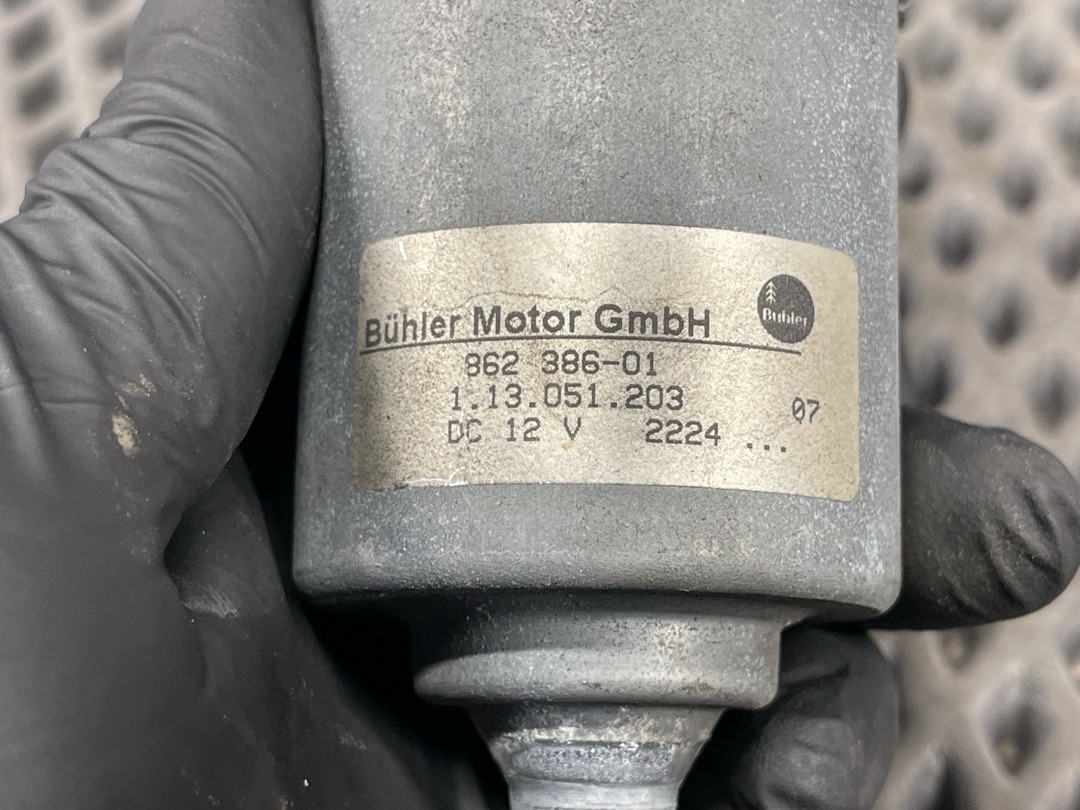 Bühler Motor GmbH
Bühler
862 386-01
1.13.051.203
07
DC 12 V 2224 ...